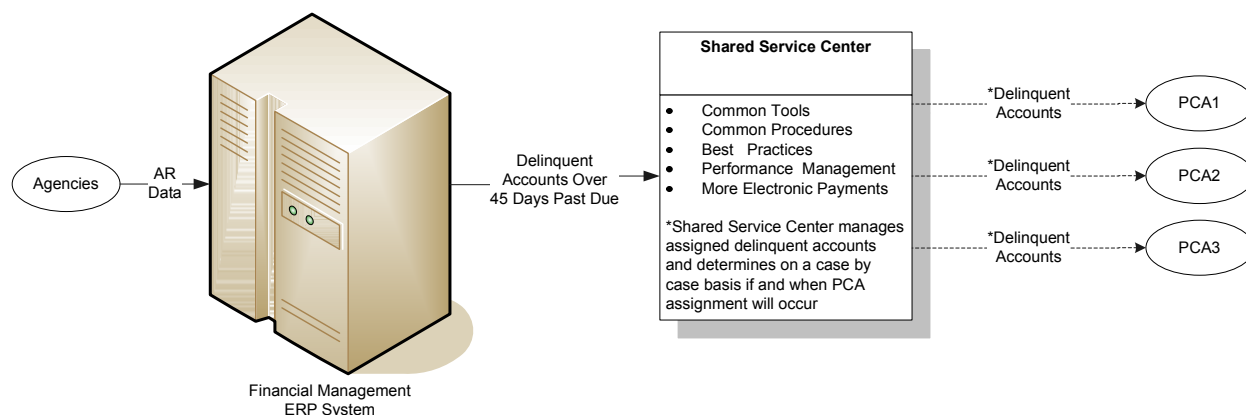 Agencies
AR
Data
Financial Management
ERP System
Delinquent
Accounts Over
45 Days Past Due
Shared Service Center
• Common Tools
• Common Procedures
• Best Practices
• Performance Management
• More Electronic Payments
*Shared Service Center manages
assigned delinquent accounts
and determines on a case by
case basis if and when PCA
assignment will occur
*Delinquent
Accounts
PCA1
*Delinquent
Accounts
PCA2
*Delinquent
Accounts
PCA3